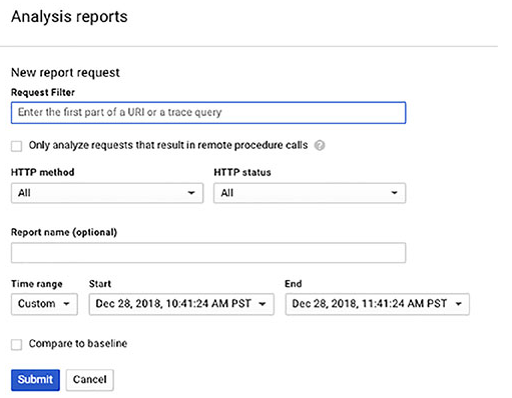 Analysis reports
New report request
Request Filter
Enter the first part of a URI or a trace query
Only analyze requests that result in remote procedure calls ?
HTTP method HTTP status
All All
Report name (optional)
Time range Start End
Custom Dec 28, 2018, 10:41:24 AM PST Dec 28, 2018, 11:41:24 AM PST
Compare to baseline
Submit Cancel